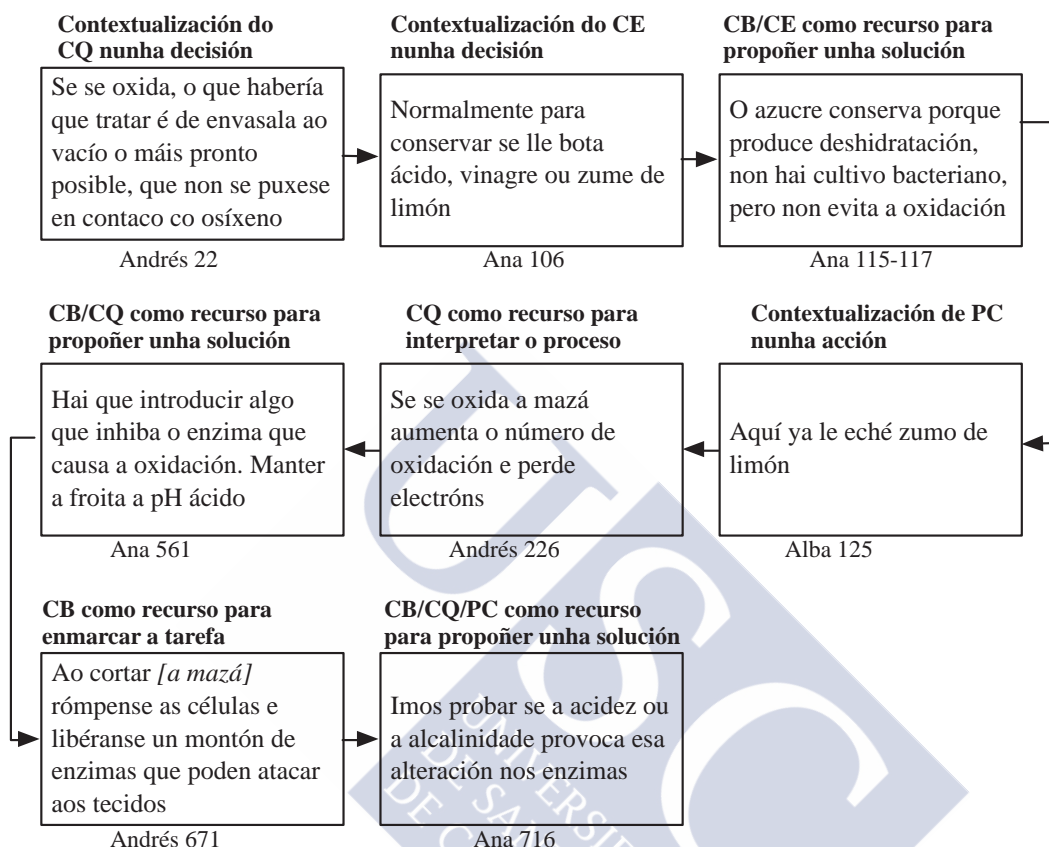 Contextualización do
CQ nunha decisión
Se se oxida, o que habería
que tratar é de envasala ao
vacío o máis pronto
posible, que non se puxese
en contaco co osíxeno
Andrés 22
Contextualización do CE
nunha decisión
Normalmente para
conservar se lle bota
ácido, vinagre ou zume de
limón
Ana 106
CB/CE como recurso para
propoñer unha solución
O azucre conserva porque
produce deshidratación,
non hai cultivo bacteriano,
pero non evita a oxidación
Ana 115-117
Contextualización de PC
nunha acción
Aquí ya le eché zumo de
limón
Alba 125
CQ como recurso para
interpretar o proceso
Se se oxida a mazá
aumenta o número de
oxidación e perde
electróns
Andrés 226
CB/CQ como recurso para
propoñer unha solución
Hai que introducir algo
que inhiba o enzima que
causa a oxidación. Manter
a froita a pH ácido
Ana 561
CB como recurso para
enmarcar a tarefa
Ao cortar [a mazá]
rómpense as células e
libéranse un montón de
enzimas que poden atacar
aos tecidos
Andrés 671
CB/CQ/PC como recurso
para propoñer unha solución
Imos probar se a acidez ou
a alcalinidade provoca esa
alteración nos enzimas
Ana 716
USC